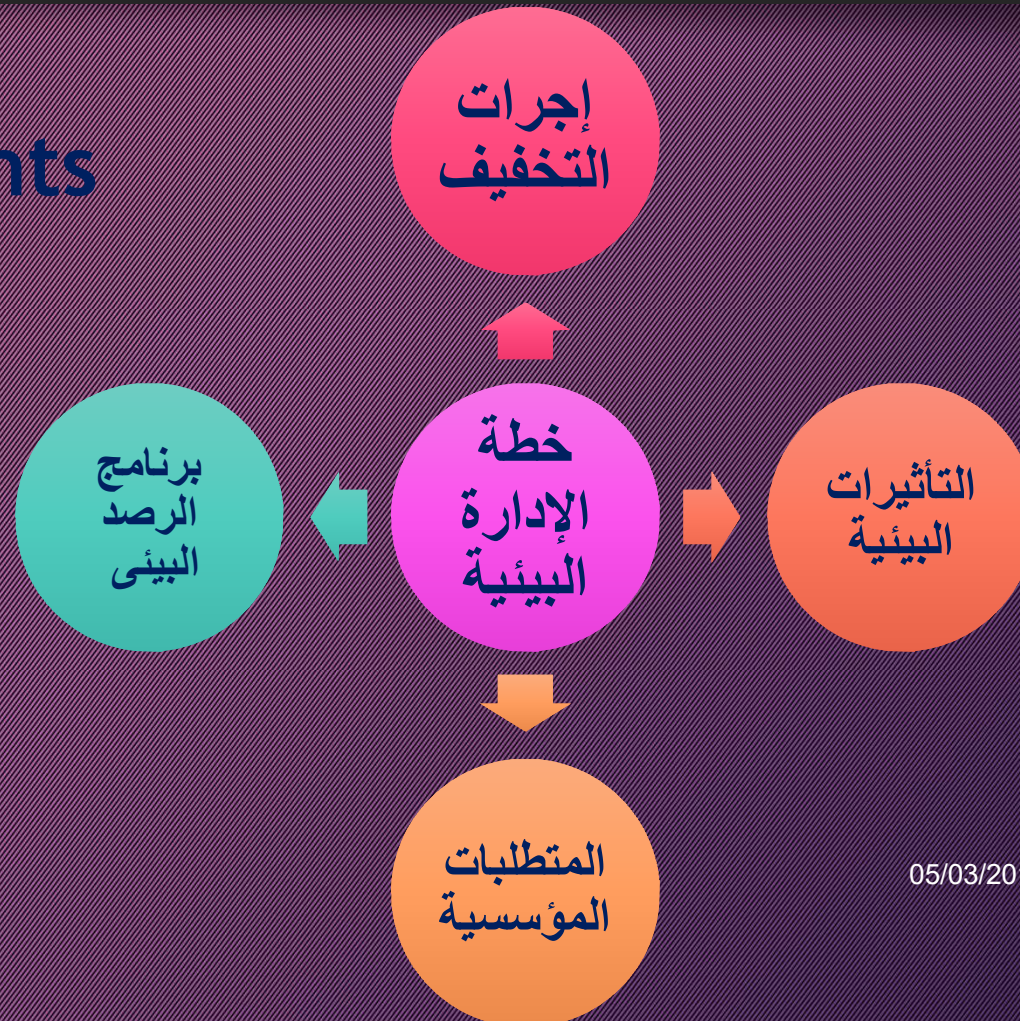 إجرات
التخفيف
nts
خطة
الإدارة
البيئية
التأثيرات
البيئية
برنامج
الرصد
البيئى
المتطلبات
المؤسسية
05/03/20